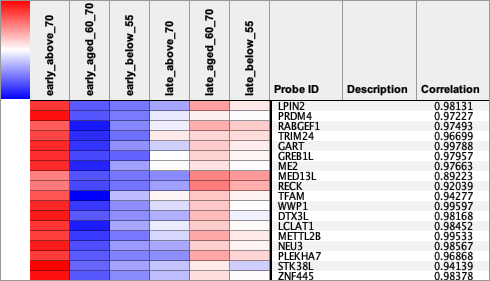 early_above_70
early_aged_60_70
early_below_55
late_above_70
late_aged_60_70
late_below_55
Probe ID Description Correlation
LPIN2 0.98131
PRDM4 0.97227
RABGEF1 0.97493
TRIM24 0.96699
GART 0.99788
GREB1L 0.97957
ME2 0.97663
MED13L 0.89223
RECK 0.92039
TFAM 0.94277
WWP1 0.99597
DTX3L 0.98168
LCLAT1 0.98452
METTL2B 0.99533
NEU3 0.98567
PLEKHA7 0.96868
STK38L 0.94139
ZNF445 0.98378